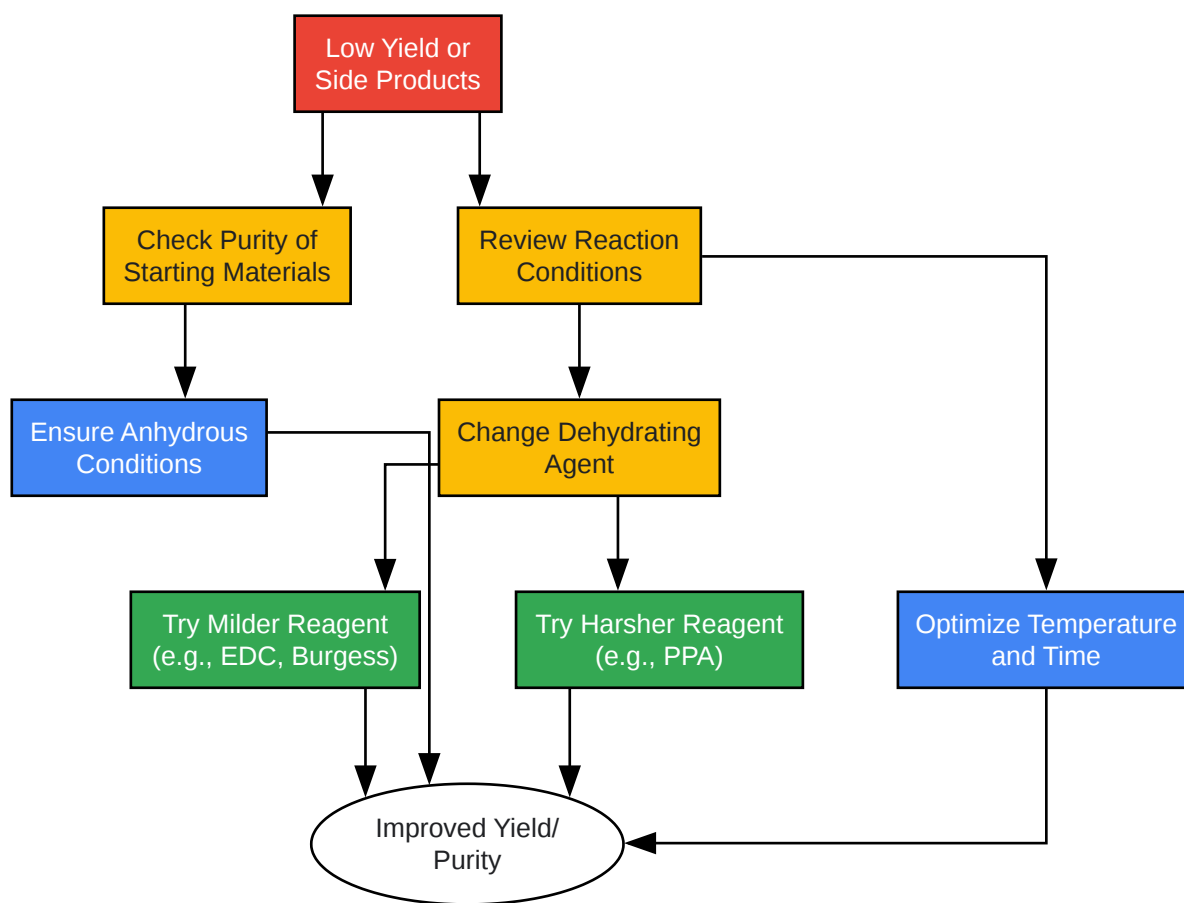 Low Yield or
Side Products
Check Purity of
Starting Materials
Review Reaction
Conditions
Ensure Anhydrous
Conditions
Change Dehydrating
Agent
Try Milder Reagent
(e.g., EDC, Burgess)
Try Harsher Reagent
(e.g., PPA)
Optimize Temperature
and Time
Improved Yield/
Purity